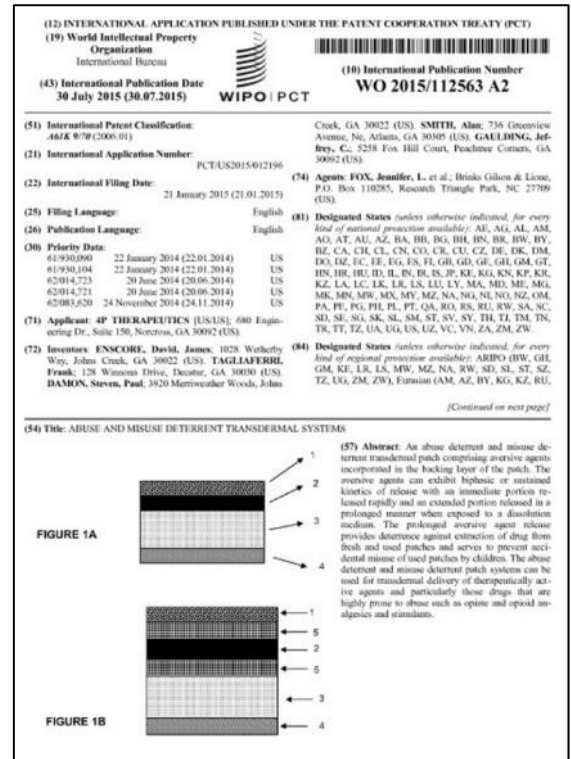 (12) INTERNATIONAL APPLICATION PUBLISHED UNDER THE PATENT COOPERATION TREATY (PCT)
(19) World Intellectual Property
Organization
International Bureau
(43) International Publication Date
30 July 2015 (30.07.2015)
WIPO | PCT
(10) International Publication Number
WO 2015/112563 A2
(51) International Patent Classification:
A61K 9/70 (2006.01)
(21) International Application Number:
PCT/US2015/012196
(22) International Filing Date:
21 January 2015 (21.01.2015)
(25) Filing Language: English
(26) Publication Language: English
(30) Priority Data:
61/930,090 22 January 2014 (22.01.2014) US
61/930,104 22 January 2014 (22.01.2014) US
62/014,723 20 June 2014 (20.06.2014) US
62/014,721 20 June 2014 (20.06.2014) US
62/083,620 24 November 2014 (24.11.2014) US
(71) Applicant: 4P THERAPEUTICS [US/US]; 680 Engin-
eering Dr., Suite 150, Norcross, GA 30092 (US).
(72) Inventors: ENSCORE, David, James; 1028 Wetherby
Way, Johns Creek, GA 30022 (US). TAGLIAFERRI,
Frank; 128 Winnona Drive, Decatur, GA 30030 (US).
DAMON, Steven, Paul; 3920 Merriweather Woods, Johns
Creek, GA 30022 (US). SMITH, Alan; 736 Greenview
Avenue, Ne, Atlanta, GA 30305 (US). GAULDING, Jef-
frey, C.; 5258 Fox Hill Court, Peachtree Corners, GA
30092 (US).
(74) Agents: FOX, Jennifer, L. et al.; Brinks Gilson & Lione,
P.O. Box 110285, Research Triangle Park, NC 27709
(US).
(81) Designated States (unless otherwise indicated, for every
kind of national protection available): AE, AG, AL, AM,
AO, AT, AU, AZ, BA, BB, BG, BH, BN, BR, BW, BY,
BZ, CA, CH, CL, CN, CO, CR, CU, CZ, DE, DK, DM,
DO, DZ, EC, EE, EG, ES, FI, GB, GD, GE, GH, GM, GT,
HN, HR, HU, ID, IL, IN, IR, IS, JP, KE, KG, KN, KP, KR,
KZ, LA, LC, LK, LR, LS, LU, LY, MA, MD, ME, MG,
MK, MN, MW, MX, MY, MZ, NA, NG, NI, NO, NZ, OM,
PA, PE, PG, PH, PL, PT, QA, RO, RS, RU, RW, SA, SC,
SD, SE, SG, SK, SL, SM, ST, SV, SY, TH, TJ, TM, TN,
TR, TT, TZ, UA, UG, US, UZ, VC, VN, ZA, ZM, ZW.
(84) Designated States (unless otherwise indicated, for every
kind of regional protection available): ARIPO (BW, GH,
GM, KE, LR, LS, MW, MZ, NA, RW, SD, SL, ST, SZ,
TZ, UG, ZM, ZW), Eurasian (AM, AZ, BY, KG, KZ, RU,
[Continued on next page]
(54) Title: ABUSE AND MISUSE DETERRENT TRANSDERMAL SYSTEMS
1
2
3
4
FIGURE 1A
1
5
2
5
3
4
FIGURE 1B
(57) Abstract: An abuse deterrent and misuse de-
terrent transdermal patch comprising aversive agents
incorporated in the backing layer of the patch. The
aversive agents can exhibit biphasic or sustained
kinetics of release with an immediate portion re-
leased rapidly and an extended portion released in a
prolonged manner when exposed to a dissolution
medium. The prolonged aversive agent release
provides deterrence against extraction of drug from
fresh and used patches and serves to prevent acci-
dental misuse of used patches by children. The abuse
deterrent and misuse deterrent patch systems can be
used for transdermal delivery of therapeutically act-
ive agents and particularly those drugs that are
highly prone to abuse such as opiate and opioid an-
algesics and stimulants.